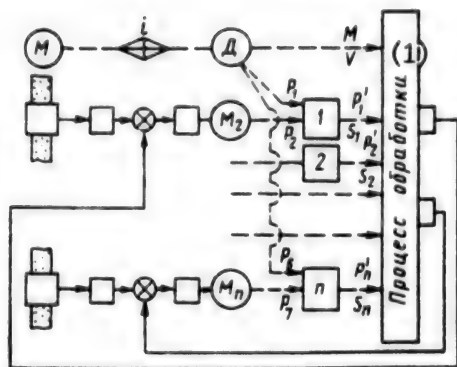 М i Д М/V (1)
P₁ P₁'
М₂ P₂ 1 S₁ P₂'
2 S₂
Процесс обработки
P₆ Pₙ'
Мₙ P₇ n Sₙ